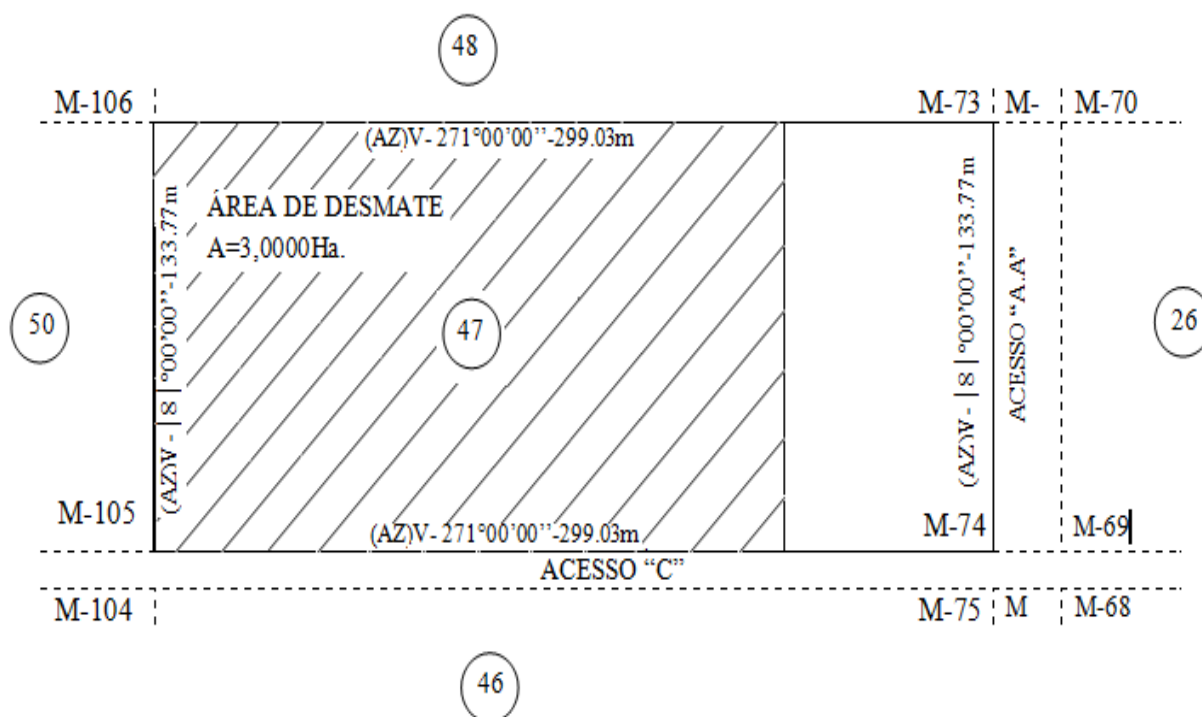 48
M-106
M-73
M-
M-70
(AZ)V- 271°00'00''-299.03m
ÁREA DE DESMATE
A=3,0000Ha.
(AZ)V - |8|°00'00''-133.77m
(AZ)V - |8|°00'00''-133.77m
ACESSO “A.A”
50
47
26
M-105
M-74
M-69
(AZ)V- 271°00'00''-299.03m
ACESSO “C”
M-104
M-75
M
M-68
46